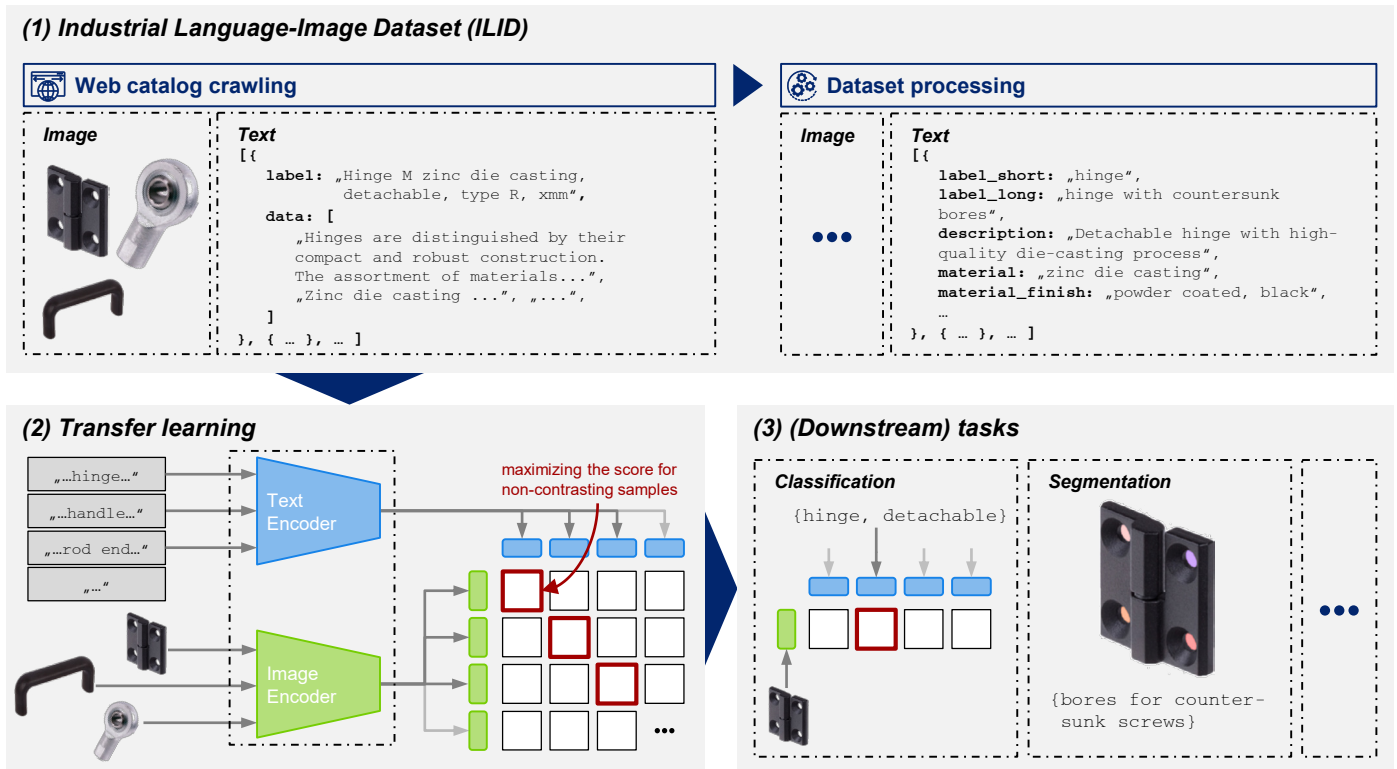 (1) Industrial Language-Image Dataset (ILID)
Web catalog crawling
Dataset processing
Image
Text
[{
label: „Hinge M zinc die casting,
detachable, type R, xmm“,
data: [
„Hinges are distinguished by their
compact and robust construction.
The assortment of materials...“,
„Zinc die casting ...“, „...“,
]
}, { … }, … ]
Image
Text
[{
label_short: „hinge“,
label_long: „hinge with countersunk
bores“,
description: „Detachable hinge with high-
quality die-casting process“,
material: „zinc die casting“,
material_finish: „powder coated, black“,
…
}, { … }, … ]
(2) Transfer learning
„...hinge...“
„...handle...“
„...rod end...“
„...“
Text
Encoder
Image
Encoder
maximizing the score for
non-contrasting samples
(3) (Downstream) tasks
Classification
{hinge, detachable}
Segmentation
{bores for counter-
sunk screws}